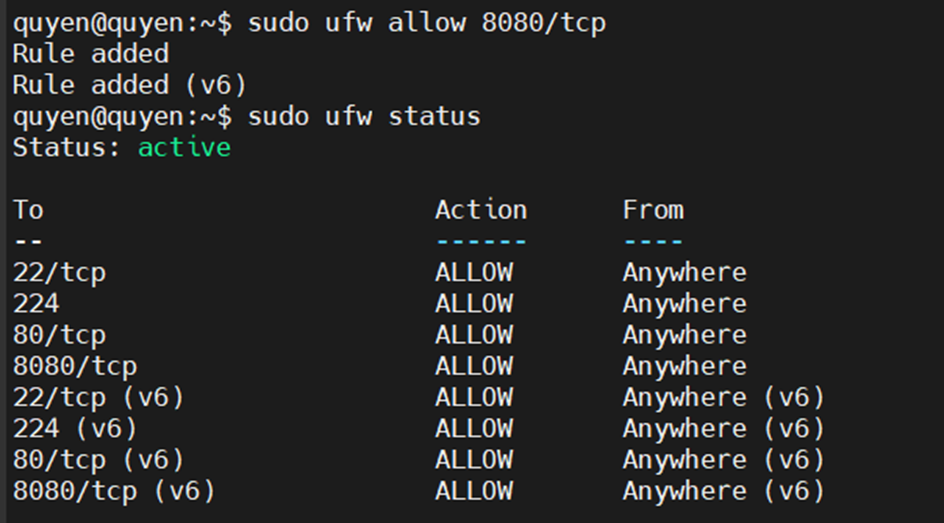 quyen@quyen:~$ sudo ufw allow 8080/tcp
Rule added
Rule added (v6)
quyen@quyen:~$ sudo ufw status
Status: active
To Action From
-- ------ ----
22/tcp ALLOW Anywhere
224 ALLOW Anywhere
80/tcp ALLOW Anywhere
8080/tcp ALLOW Anywhere
22/tcp (v6) ALLOW Anywhere (v6)
224 (v6) ALLOW Anywhere (v6)
80/tcp (v6) ALLOW Anywhere (v6)
8080/tcp (v6) ALLOW Anywhere (v6)